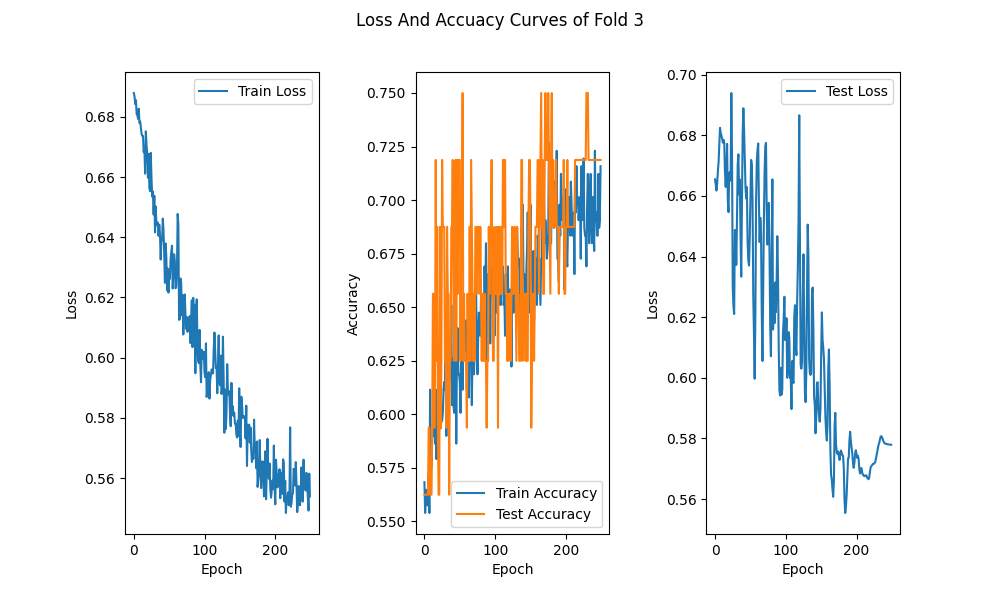 Loss And Accuacy Curves of Fold 3
Train Loss
0.68
0.66
0.64
0.62
0.60
0.58
0.56
Loss
0 100 200
Epoch
0.750
0.725
0.700
0.675
0.650
0.625
0.600
0.575
0.550
Accuracy
Train Accuracy
Test Accuracy
0 100 200
Epoch
Test Loss
0.70
0.68
0.66
0.64
0.62
0.60
0.58
0.56
Loss
0 100 200
Epoch